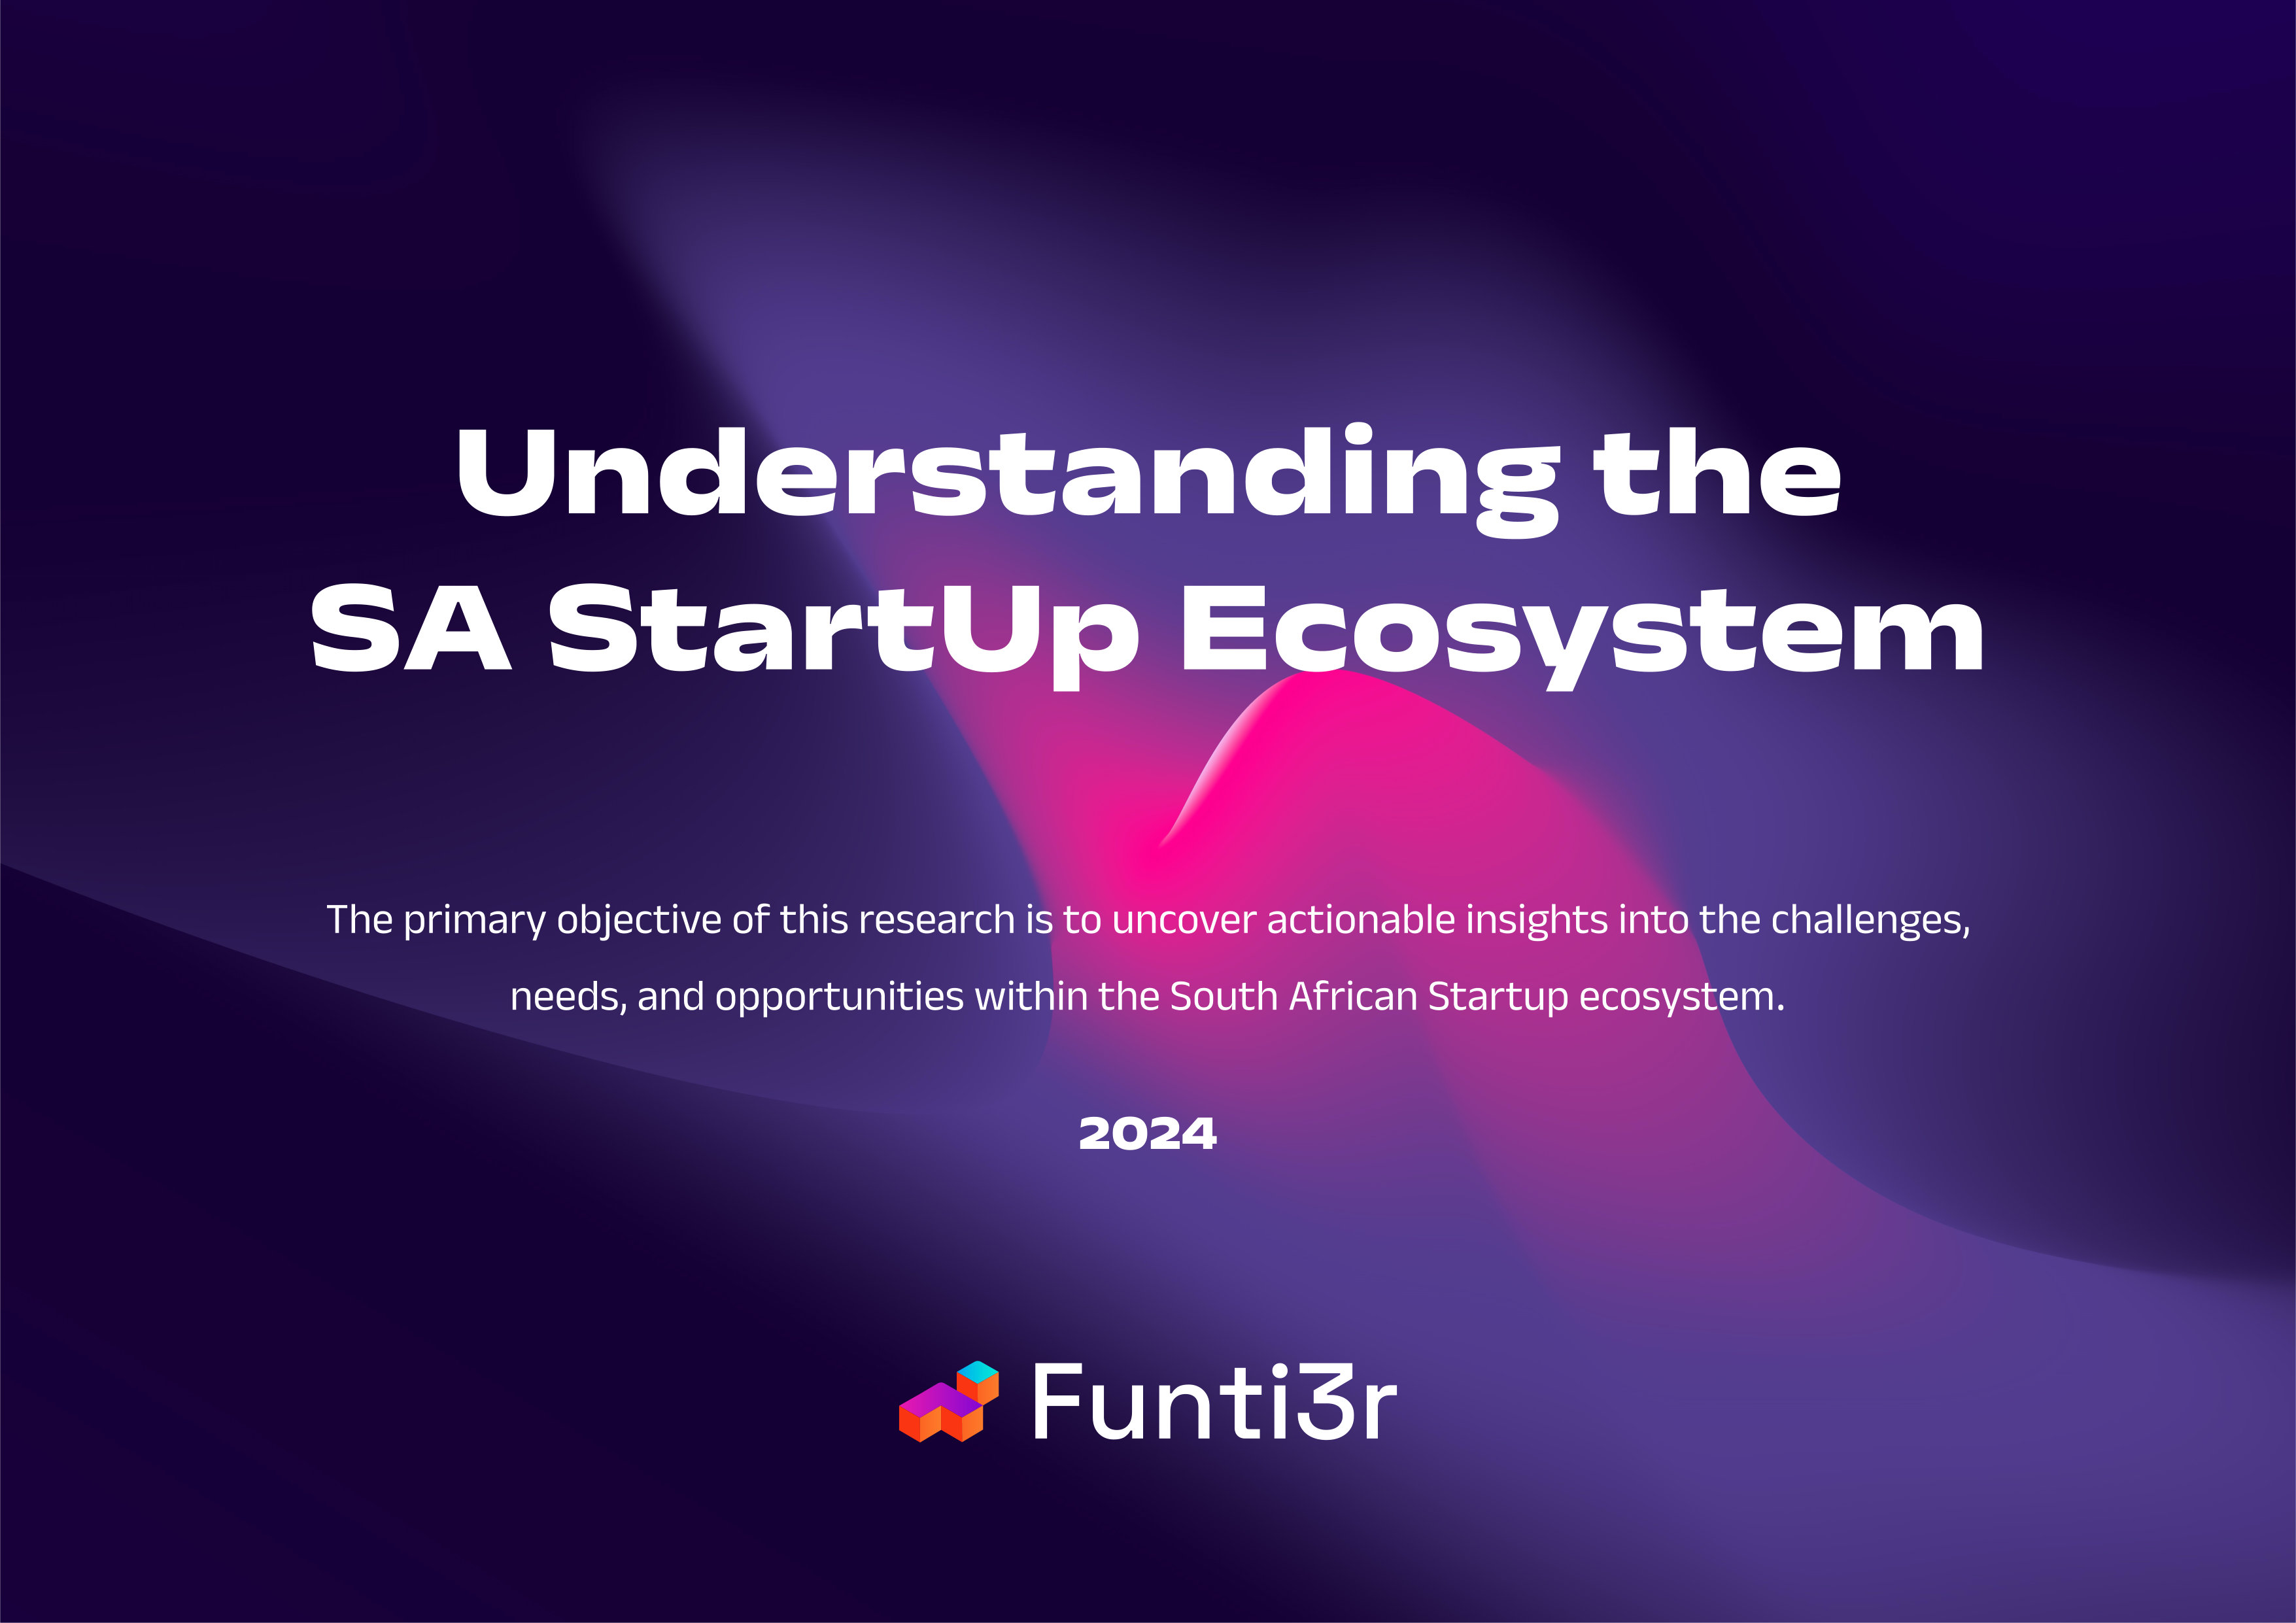 Understanding the
SA StartUp Ecosystem
The primary objective of this research is to uncover actionable insights into the challenges,
needs, and opportunities within the South African Startup ecosystem.
2024
Funti3r